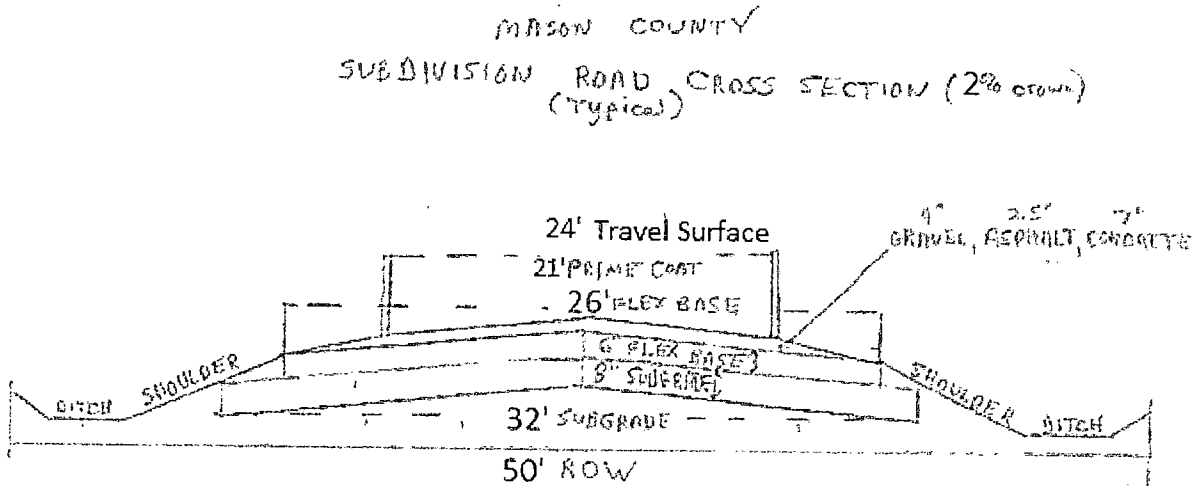 MASON COUNTY
SUBDIVISION ROAD CROSS SECTION (2% crown)
(Typical)
4" 2.5" 7"
GRAVEL, ASPHALT, CONCRETE
24' Travel Surface
21' PRIME COAT
26' FLEX BASE
6" FLEX BASE
8"
SHOULDER
SHOULDER
DITCH
DITCH
32' SUBGRADE
50' ROW